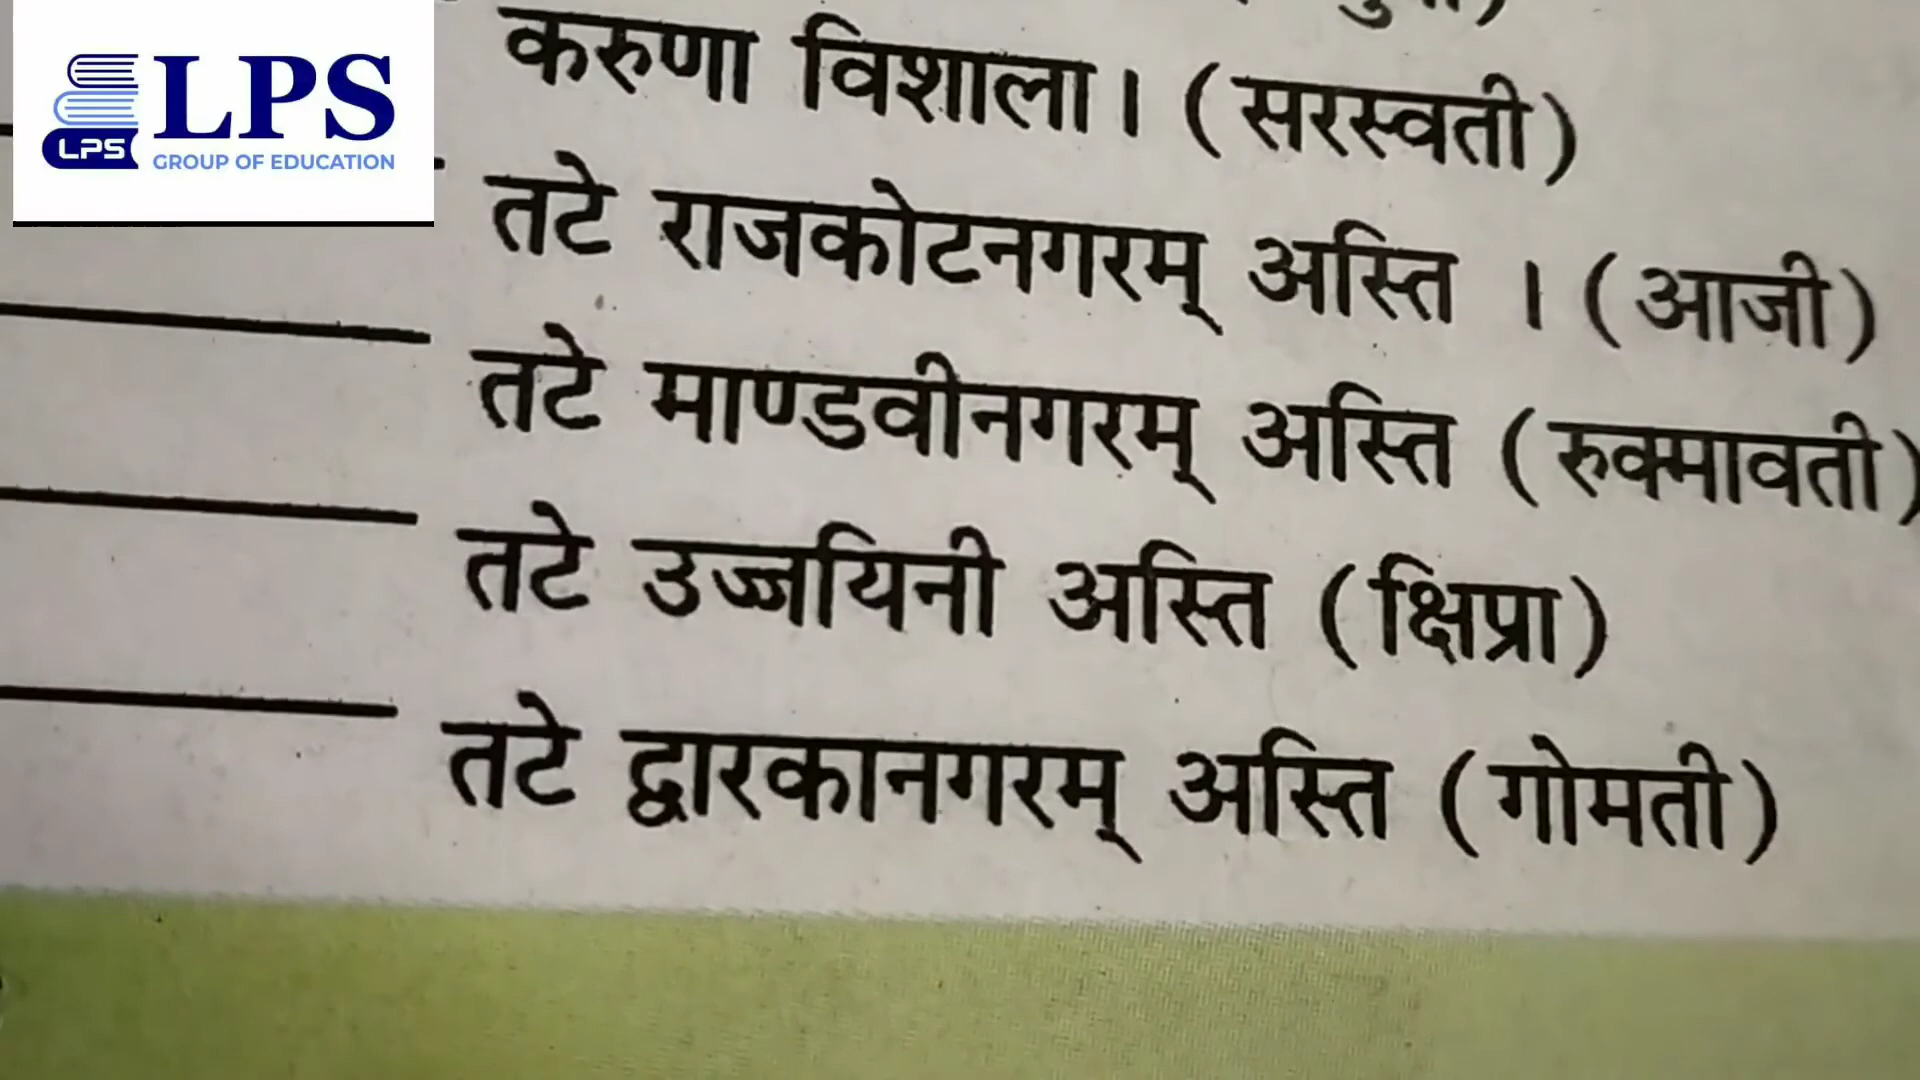 LPS
LPS
GROUP OF EDUCATION
करुणा विशाला। (सरस्वती)
तटे राजकोटनगरम् अस्ति । (आजी)
तटे माण्डवीनगरम् अस्ति (रुक्मावती)
तटे उज्जयिनी अस्ति (क्षिप्रा)
तटे द्वारकानगरम् अस्ति (गोमती)